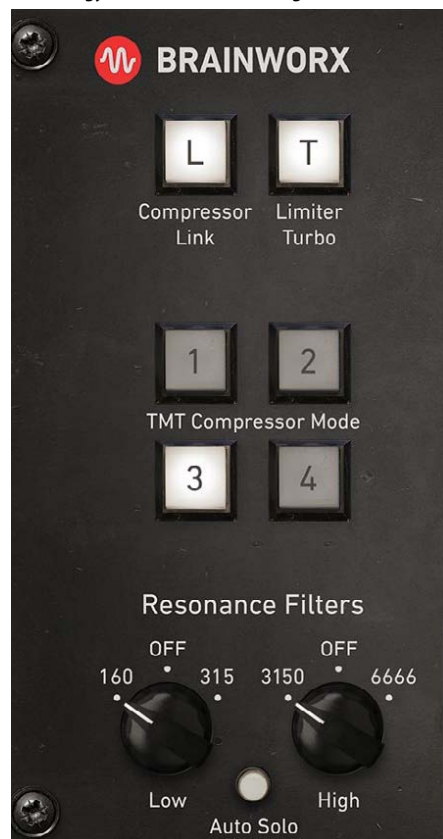 BRAINWORX
L T
Compressor Link
Limiter Turbo
1 2
TMT Compressor Mode
3 4
Resonance Filters
OFF OFF
160 315 3150 6666
Low High
Auto Solo